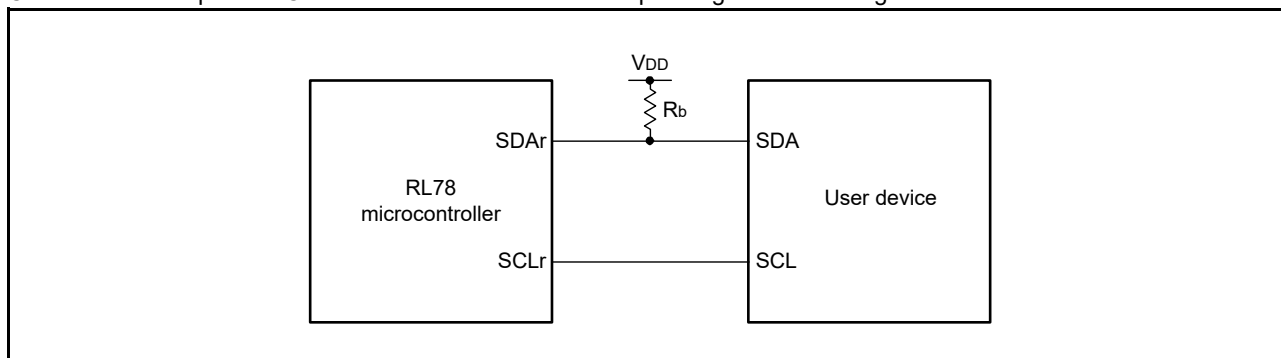 VDD
Rb
SDAr
SDA
RL78
microcontroller
User device
SCLr
SCL